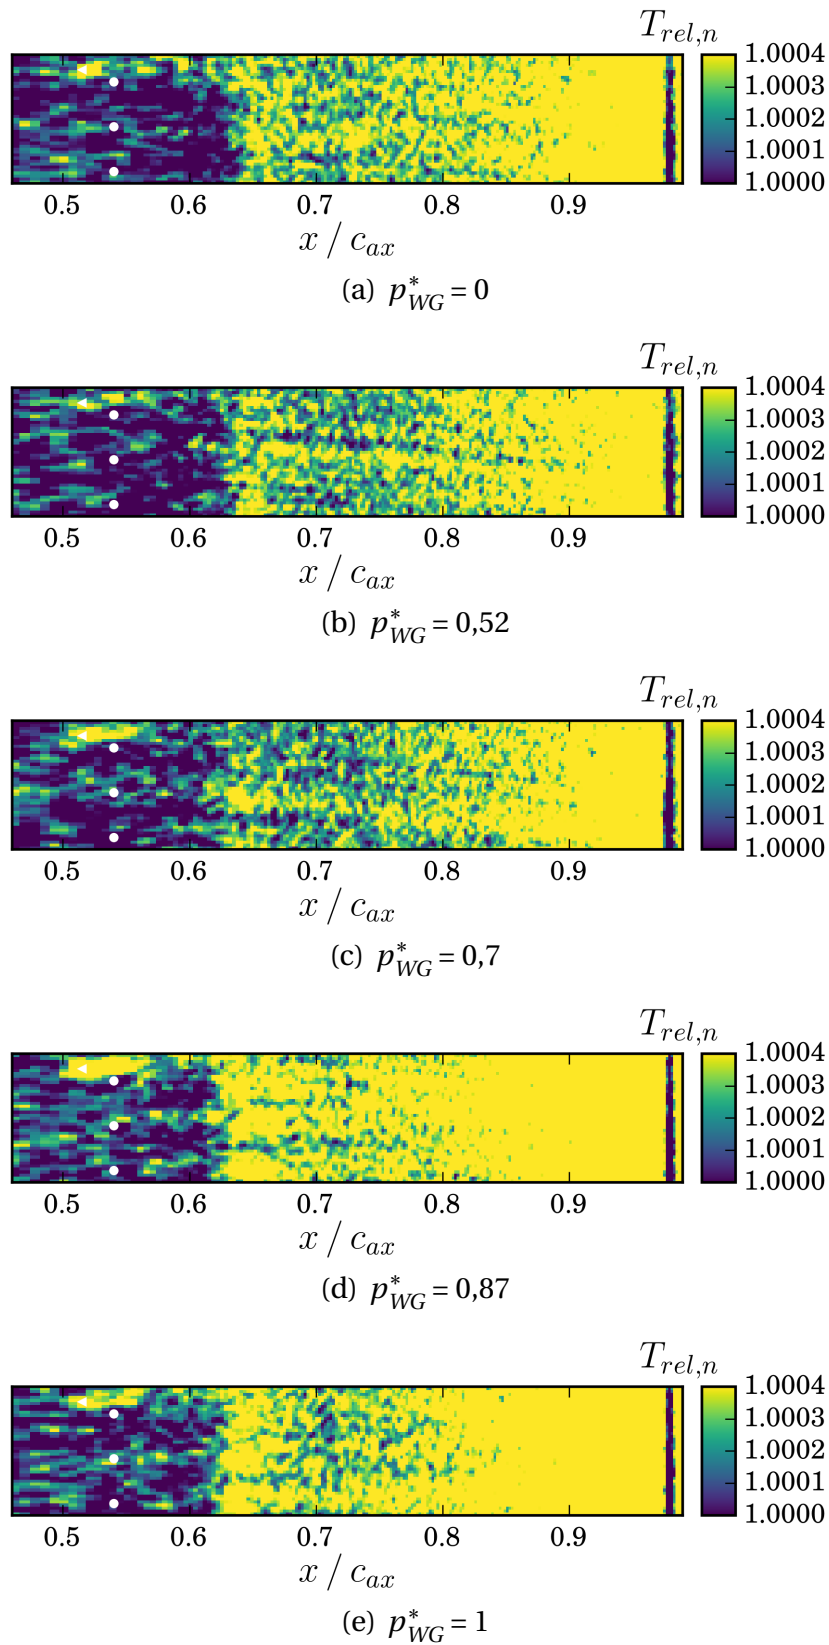 T_{rel,n}
1.0004
1.0003
1.0002
1.0001
1.0000
0.5 0.6 0.7 0.8 0.9
x / c_{ax}
(a) p*_{WG} = 0
T_{rel,n}
1.0004
1.0003
1.0002
1.0001
1.0000
0.5 0.6 0.7 0.8 0.9
x / c_{ax}
(b) p*_{WG} = 0,52
T_{rel,n}
1.0004
1.0003
1.0002
1.0001
1.0000
0.5 0.6 0.7 0.8 0.9
x / c_{ax}
(c) p*_{WG} = 0,7
T_{rel,n}
1.0004
1.0003
1.0002
1.0001
1.0000
0.5 0.6 0.7 0.8 0.9
x / c_{ax}
(d) p*_{WG} = 0,87
T_{rel,n}
1.0004
1.0003
1.0002
1.0001
1.0000
0.5 0.6 0.7 0.8 0.9
x / c_{ax}
(e) p*_{WG} = 1